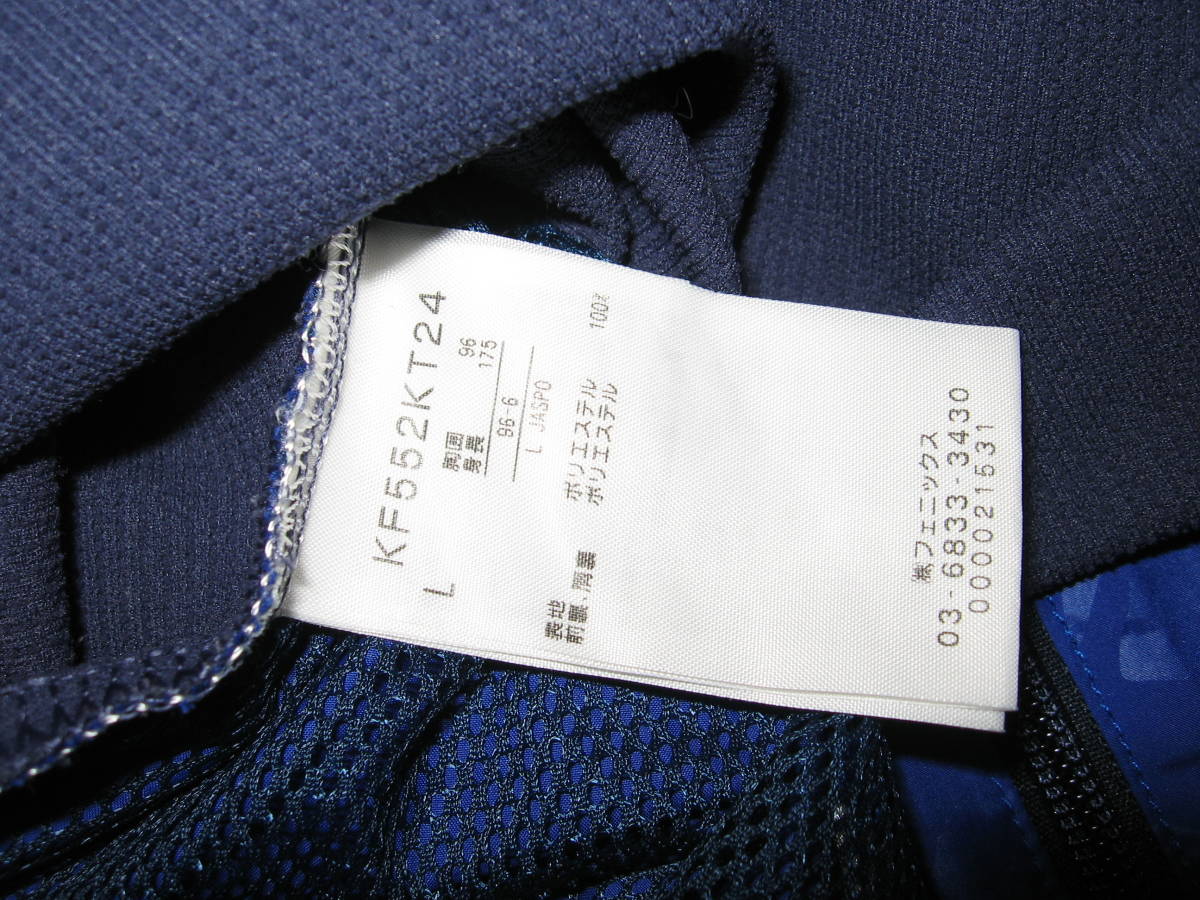 KF552KT24
L
胸囲 96
身長 175
96-6
L JASPO
表地 ポリエステル 100%
前裏、肩裏 ポリエステル
㈱フェニックス
03-6833-3430
000021531